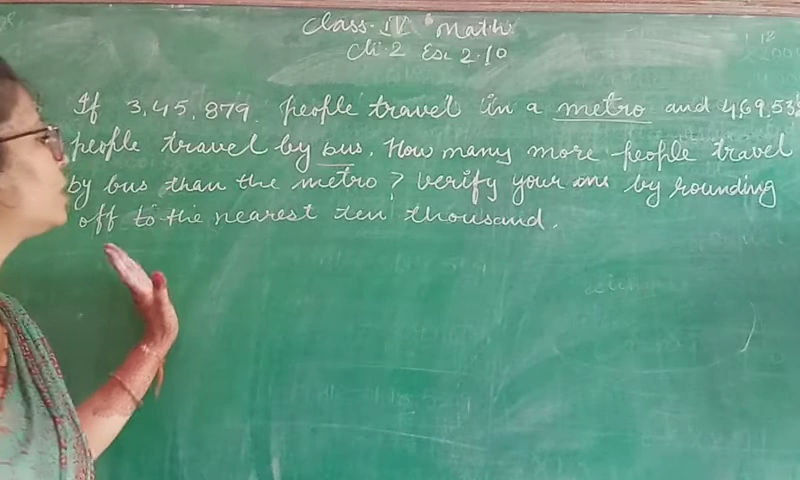 Class-IV Math
Ch-2 Ex. 2.10
If 3,45,879 people travel in a metro and 469,53
people travel by bus. How many more people travel
by bus than the metro? Verify your ans by rounding
off to the nearest ten thousand.